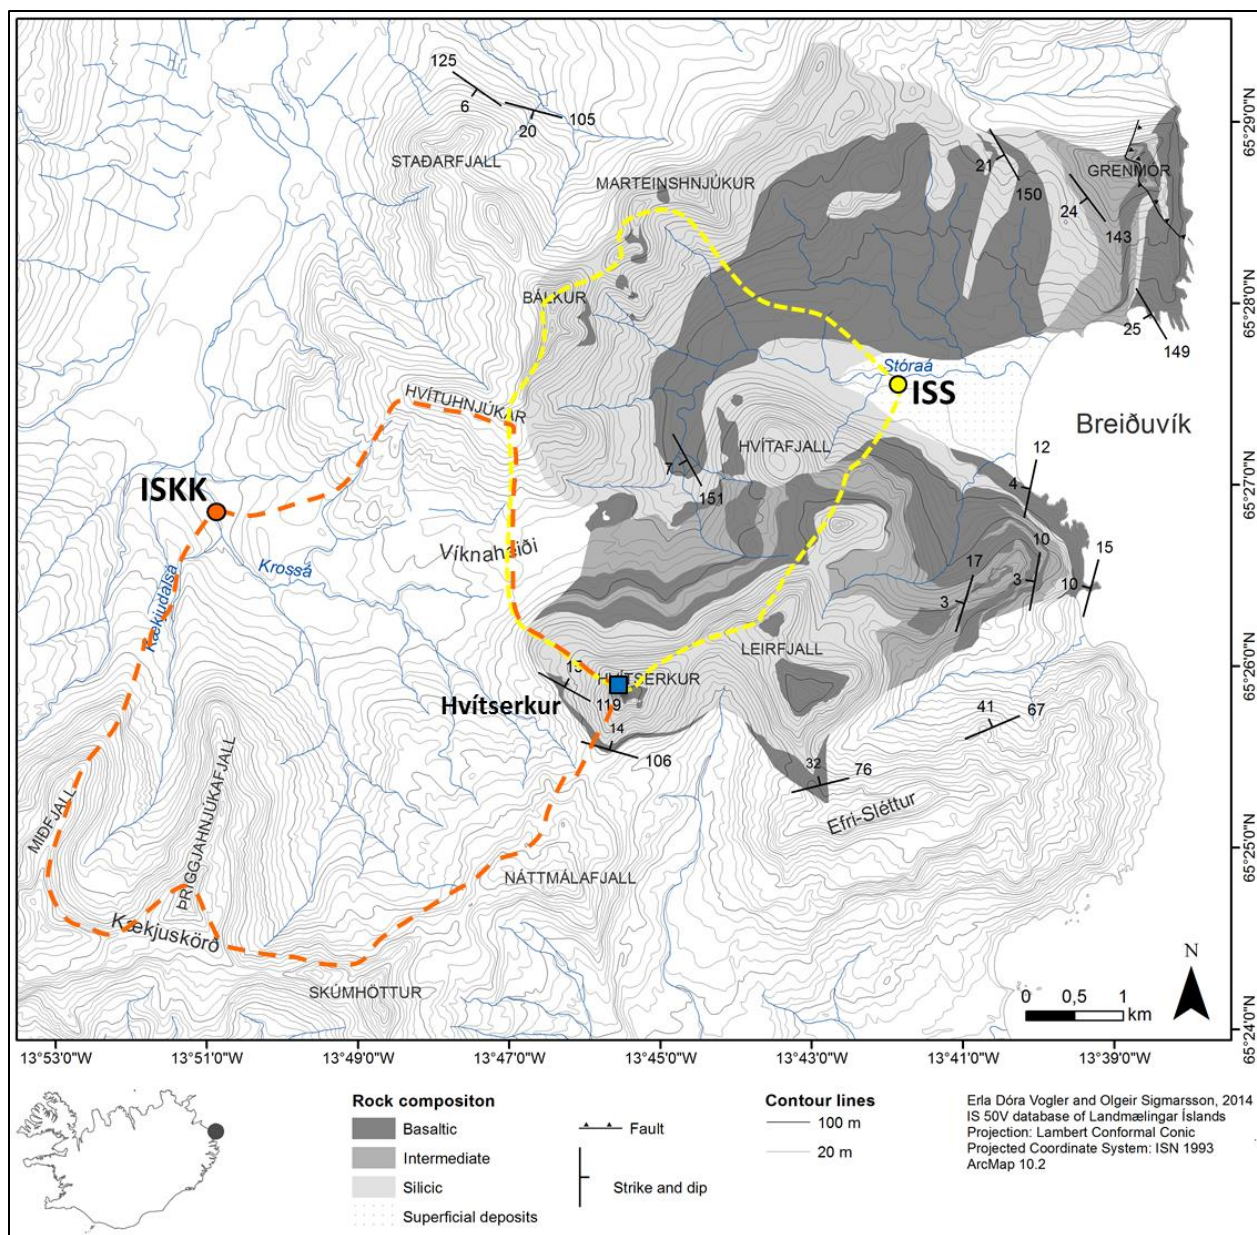 125
6
20
105
STAÐARFJALL
MARTEINSHNJÚKUR
21
150
GRENMÓR
24
143
25
149
65°29'0"N
65°28'0"N
65°27'0"N
65°26'0"N
65°25'0"N
65°24'0"N
BÁLKUR
Stóraá
ISS
HVÍTUHNJÚKAR
Breiðuvík
HVÍTAFJALL
7
151
12
4
ISKK
Víknaheiði
Krossá
Kækjudalsá
10
17
15
3
3
10
LEIRFJALL
HVÍTSERKUR
15
119
Hvítserkur
14
106
41
67
32
76
Efri-Sléttur
MIÐFJALL
ÞRIGGJAHNJÚKAFJALL
NÁTTMÁLAFJALL
Kækjuskörð
SKÚMHÖTTUR
N
0 0,5 1
km
13°53'0"W 13°51'0"W 13°49'0"W 13°47'0"W 13°45'0"W 13°43'0"W 13°41'0"W 13°39'0"W
Rock compositon
Basaltic
Intermediate
Silicic
Superficial deposits
Fault
Strike and dip
Contour lines
100 m
20 m
Erla Dóra Vogler and Olgeir Sigmarsson, 2014
IS 50V database of Landmælingar Íslands
Projection: Lambert Conformal Conic
Projected Coordinate System: ISN 1993
ArcMap 10.2